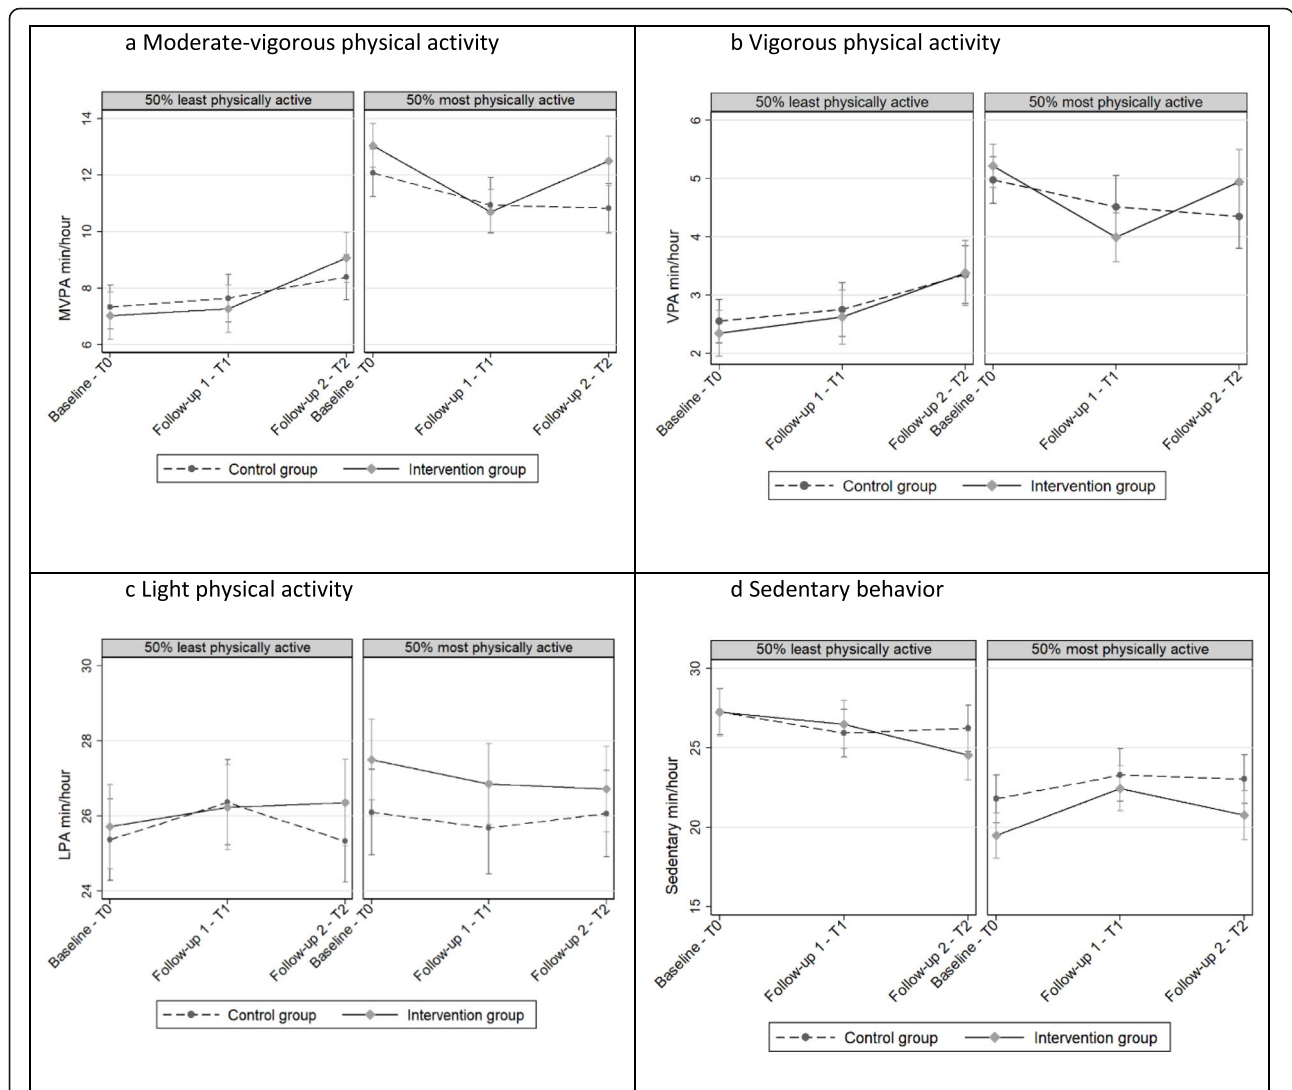 a Moderate-vigorous physical activity
50% least physically active
50% most physically active
MVPA min/hour
14
12
10
8
6
Baseline - T0
Follow-up 1 - T1
Follow-up 2 - T2
Baseline - T0
Follow-up 1 - T1
Follow-up 2 - T2
Control group
Intervention group
b Vigorous physical activity
50% least physically active
50% most physically active
VPA min/hour
6
5
4
3
2
Baseline - T0
Follow-up 1 - T1
Follow-up 2 - T2
Baseline - T0
Follow-up 1 - T1
Follow-up 2 - T2
Control group
Intervention group
c Light physical activity
50% least physically active
50% most physically active
LPA min/hour
30
28
26
24
Baseline - T0
Follow-up 1 - T1
Follow-up 2 - T2
Baseline - T0
Follow-up 1 - T1
Follow-up 2 - T2
Control group
Intervention group
d Sedentary behavior
50% least physically active
50% most physically active
Sedentary min/hour
30
25
20
15
Baseline - T0
Follow-up 1 - T1
Follow-up 2 - T2
Baseline - T0
Follow-up 1 - T1
Follow-up 2 - T2
Control group
Intervention group